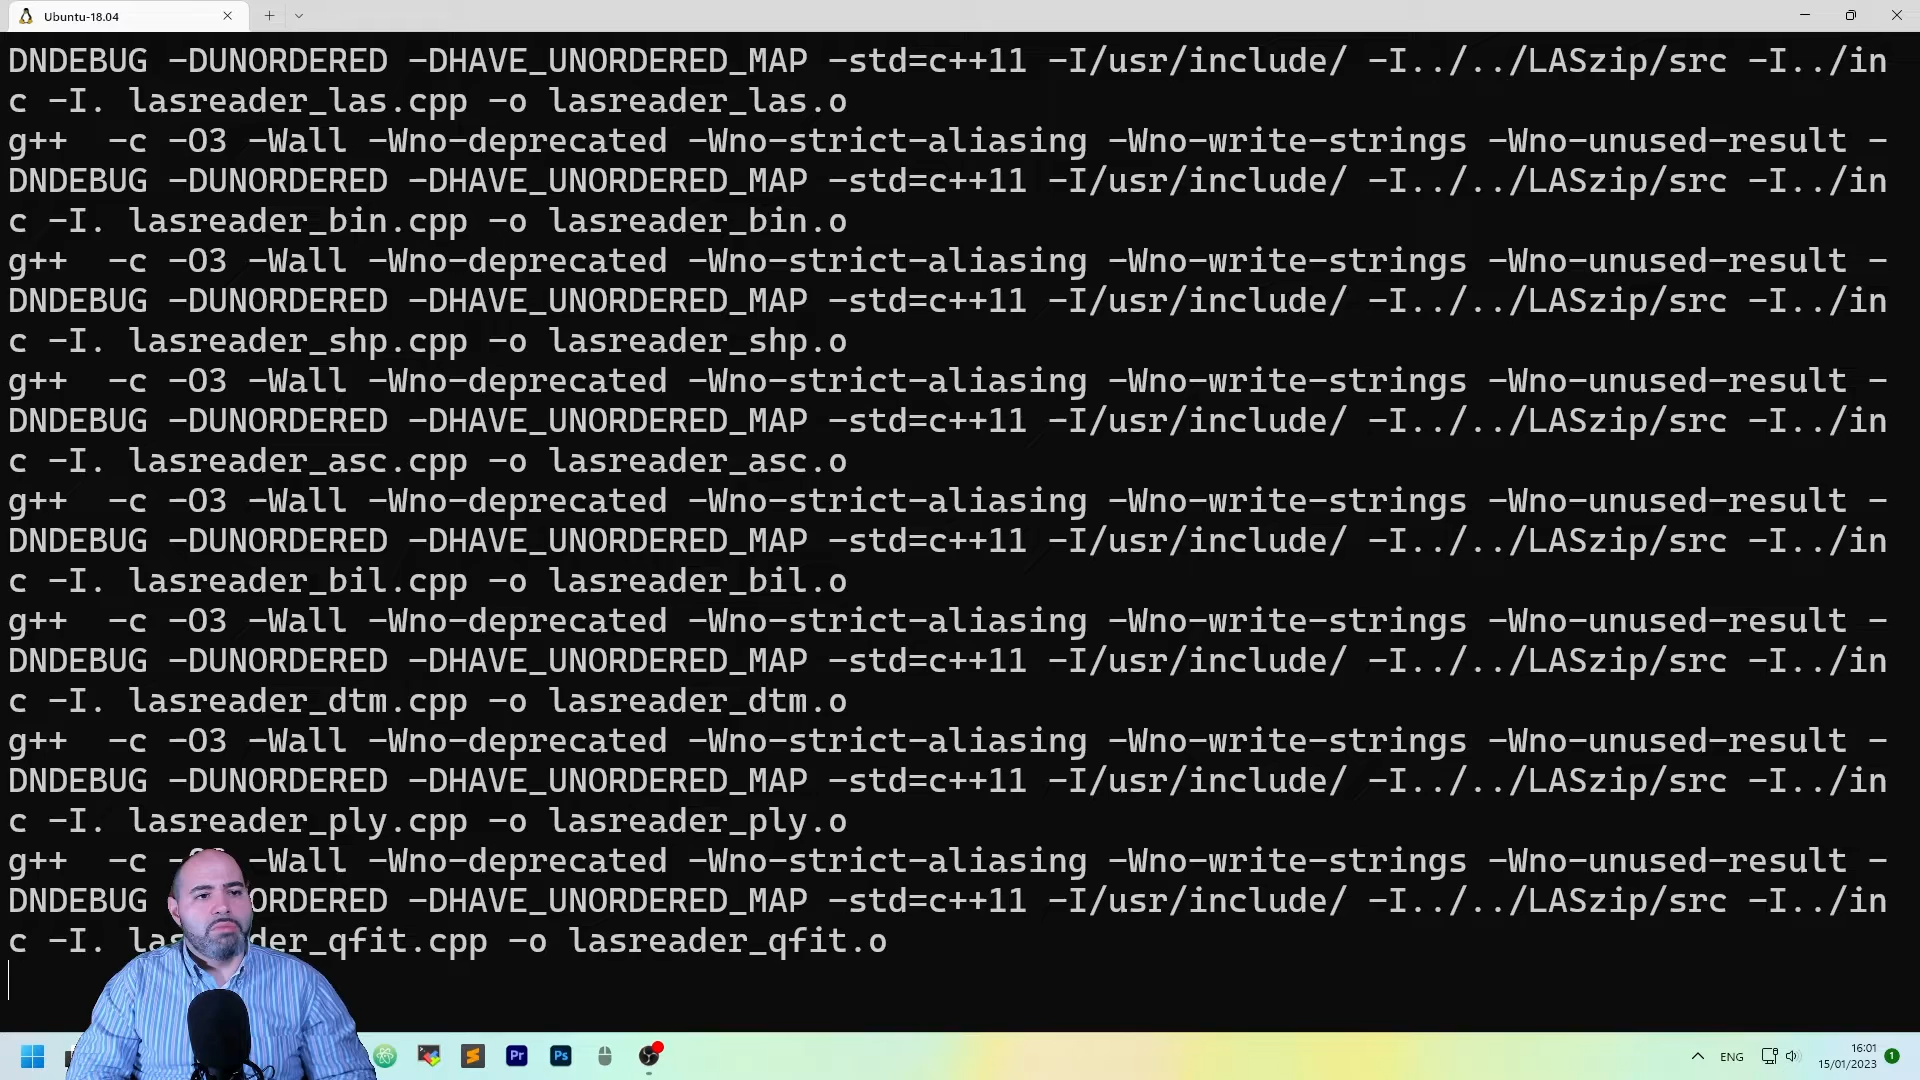 Ubuntu-18.04
DNDEBUG -DUNORDERED -DHAVE_UNORDERED_MAP -std=c++11 -I/usr/include/ -I../../LASzip/src -I../in
c -I. lasreader_las.cpp -o lasreader_las.o
g++  -c -O3 -Wall -Wno-deprecated -Wno-strict-aliasing -Wno-write-strings -Wno-unused-result -
DNDEBUG -DUNORDERED -DHAVE_UNORDERED_MAP -std=c++11 -I/usr/include/ -I../../LASzip/src -I../in
c -I. lasreader_bin.cpp -o lasreader_bin.o
g++  -c -O3 -Wall -Wno-deprecated -Wno-strict-aliasing -Wno-write-strings -Wno-unused-result -
DNDEBUG -DUNORDERED -DHAVE_UNORDERED_MAP -std=c++11 -I/usr/include/ -I../../LASzip/src -I../in
c -I. lasreader_shp.cpp -o lasreader_shp.o
g++  -c -O3 -Wall -Wno-deprecated -Wno-strict-aliasing -Wno-write-strings -Wno-unused-result -
DNDEBUG -DUNORDERED -DHAVE_UNORDERED_MAP -std=c++11 -I/usr/include/ -I../../LASzip/src -I../in
c -I. lasreader_asc.cpp -o lasreader_asc.o
g++  -c -O3 -Wall -Wno-deprecated -Wno-strict-aliasing -Wno-write-strings -Wno-unused-result -
DNDEBUG -DUNORDERED -DHAVE_UNORDERED_MAP -std=c++11 -I/usr/include/ -I../../LASzip/src -I../in
c -I. lasreader_bil.cpp -o lasreader_bil.o
g++  -c -O3 -Wall -Wno-deprecated -Wno-strict-aliasing -Wno-write-strings -Wno-unused-result -
DNDEBUG -DUNORDERED -DHAVE_UNORDERED_MAP -std=c++11 -I/usr/include/ -I../../LASzip/src -I../in
c -I. lasreader_dtm.cpp -o lasreader_dtm.o
g++  -c -O3 -Wall -Wno-deprecated -Wno-strict-aliasing -Wno-write-strings -Wno-unused-result -
DNDEBUG -DUNORDERED -DHAVE_UNORDERED_MAP -std=c++11 -I/usr/include/ -I../../LASzip/src -I../in
c -I. lasreader_ply.cpp -o lasreader_ply.o
g++  -c -Wall -Wno-deprecated -Wno-strict-aliasing -Wno-write-strings -Wno-unused-result -
DNDEBUG ORDERED -DHAVE_UNORDERED_MAP -std=c++11 -I/usr/include/ -I../../LASzip/src -I../in
c -I. la der_qfit.cpp -o lasreader_qfit.o
Pr
Ps
ENG
16:01
15/01/2023
1